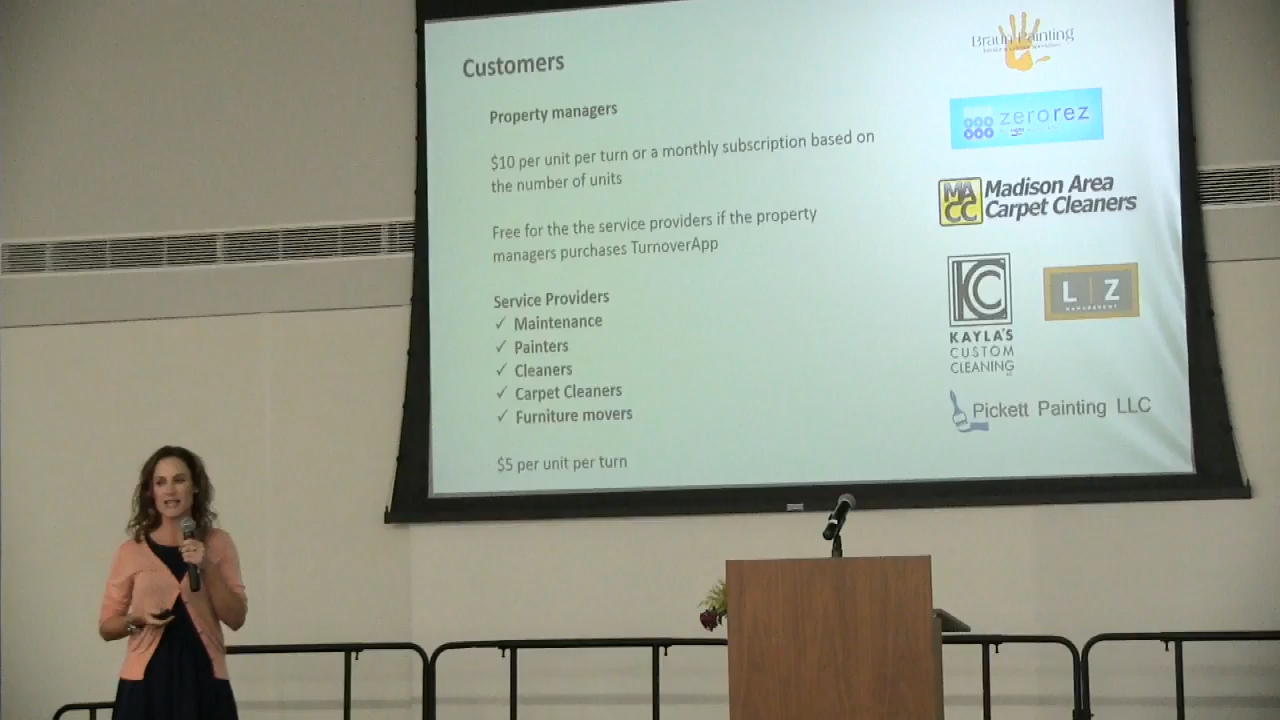 Customers
Property managers
$10 per unit per turn or a monthly subscription based on
the number of units
Free for the the service providers if the property
managers purchases TurnoverApp
Service Providers
✓ Maintenance
✓ Painters
✓ Cleaners
✓ Carpet Cleaners
✓ Furniture movers
$5 per unit per turn
Braun Painting
zerorez
MA
CC
Madison Area
Carpet Cleaners
KC
KAYLA'S
CUSTOM
CLEANING
L|Z
MANAGEMENT
Pickett Painting LLC